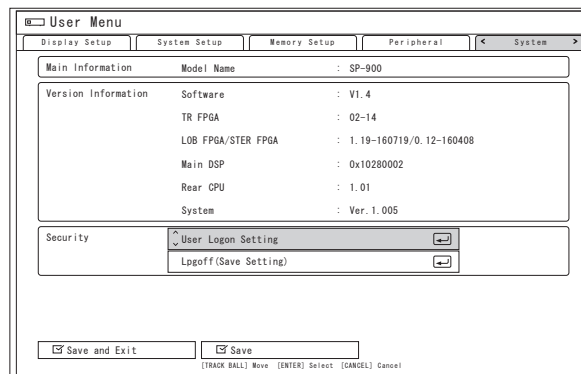 User Menu
Display Setup System Setup Memory Setup Peripheral < System >
Main Information Model Name : SP-900
Version Information Software : V1.4
TR FPGA : 02-14
LOB FPGA/STER FPGA : 1.19-160719/0.12-160408
Main DSP : 0x10280002
Rear CPU : 1.01
System : Ver.1.005
Security User Logon Setting
Lpgoff(Save Setting)
Save and Exit Save
[TRACK BALL] Move [ENTER] Select [CANCEL] Cancel